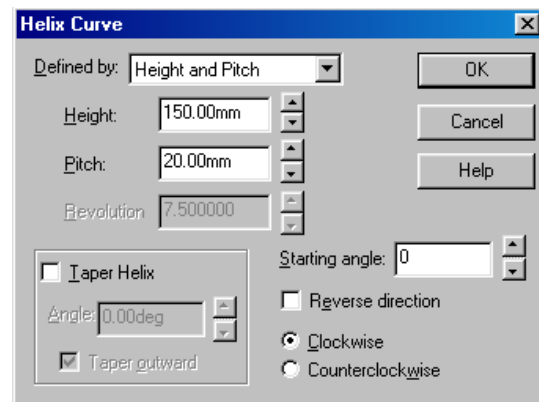 Helix Curve
Defined by: Height and Pitch
OK
Height: 150.00mm
Cancel
Pitch: 20.00mm
Help
Revolution 7.500000
Taper Helix
Starting angle: 0
Angle: 0.00deg
Reverse direction
Taper outward
Clockwise
Counterclockwise